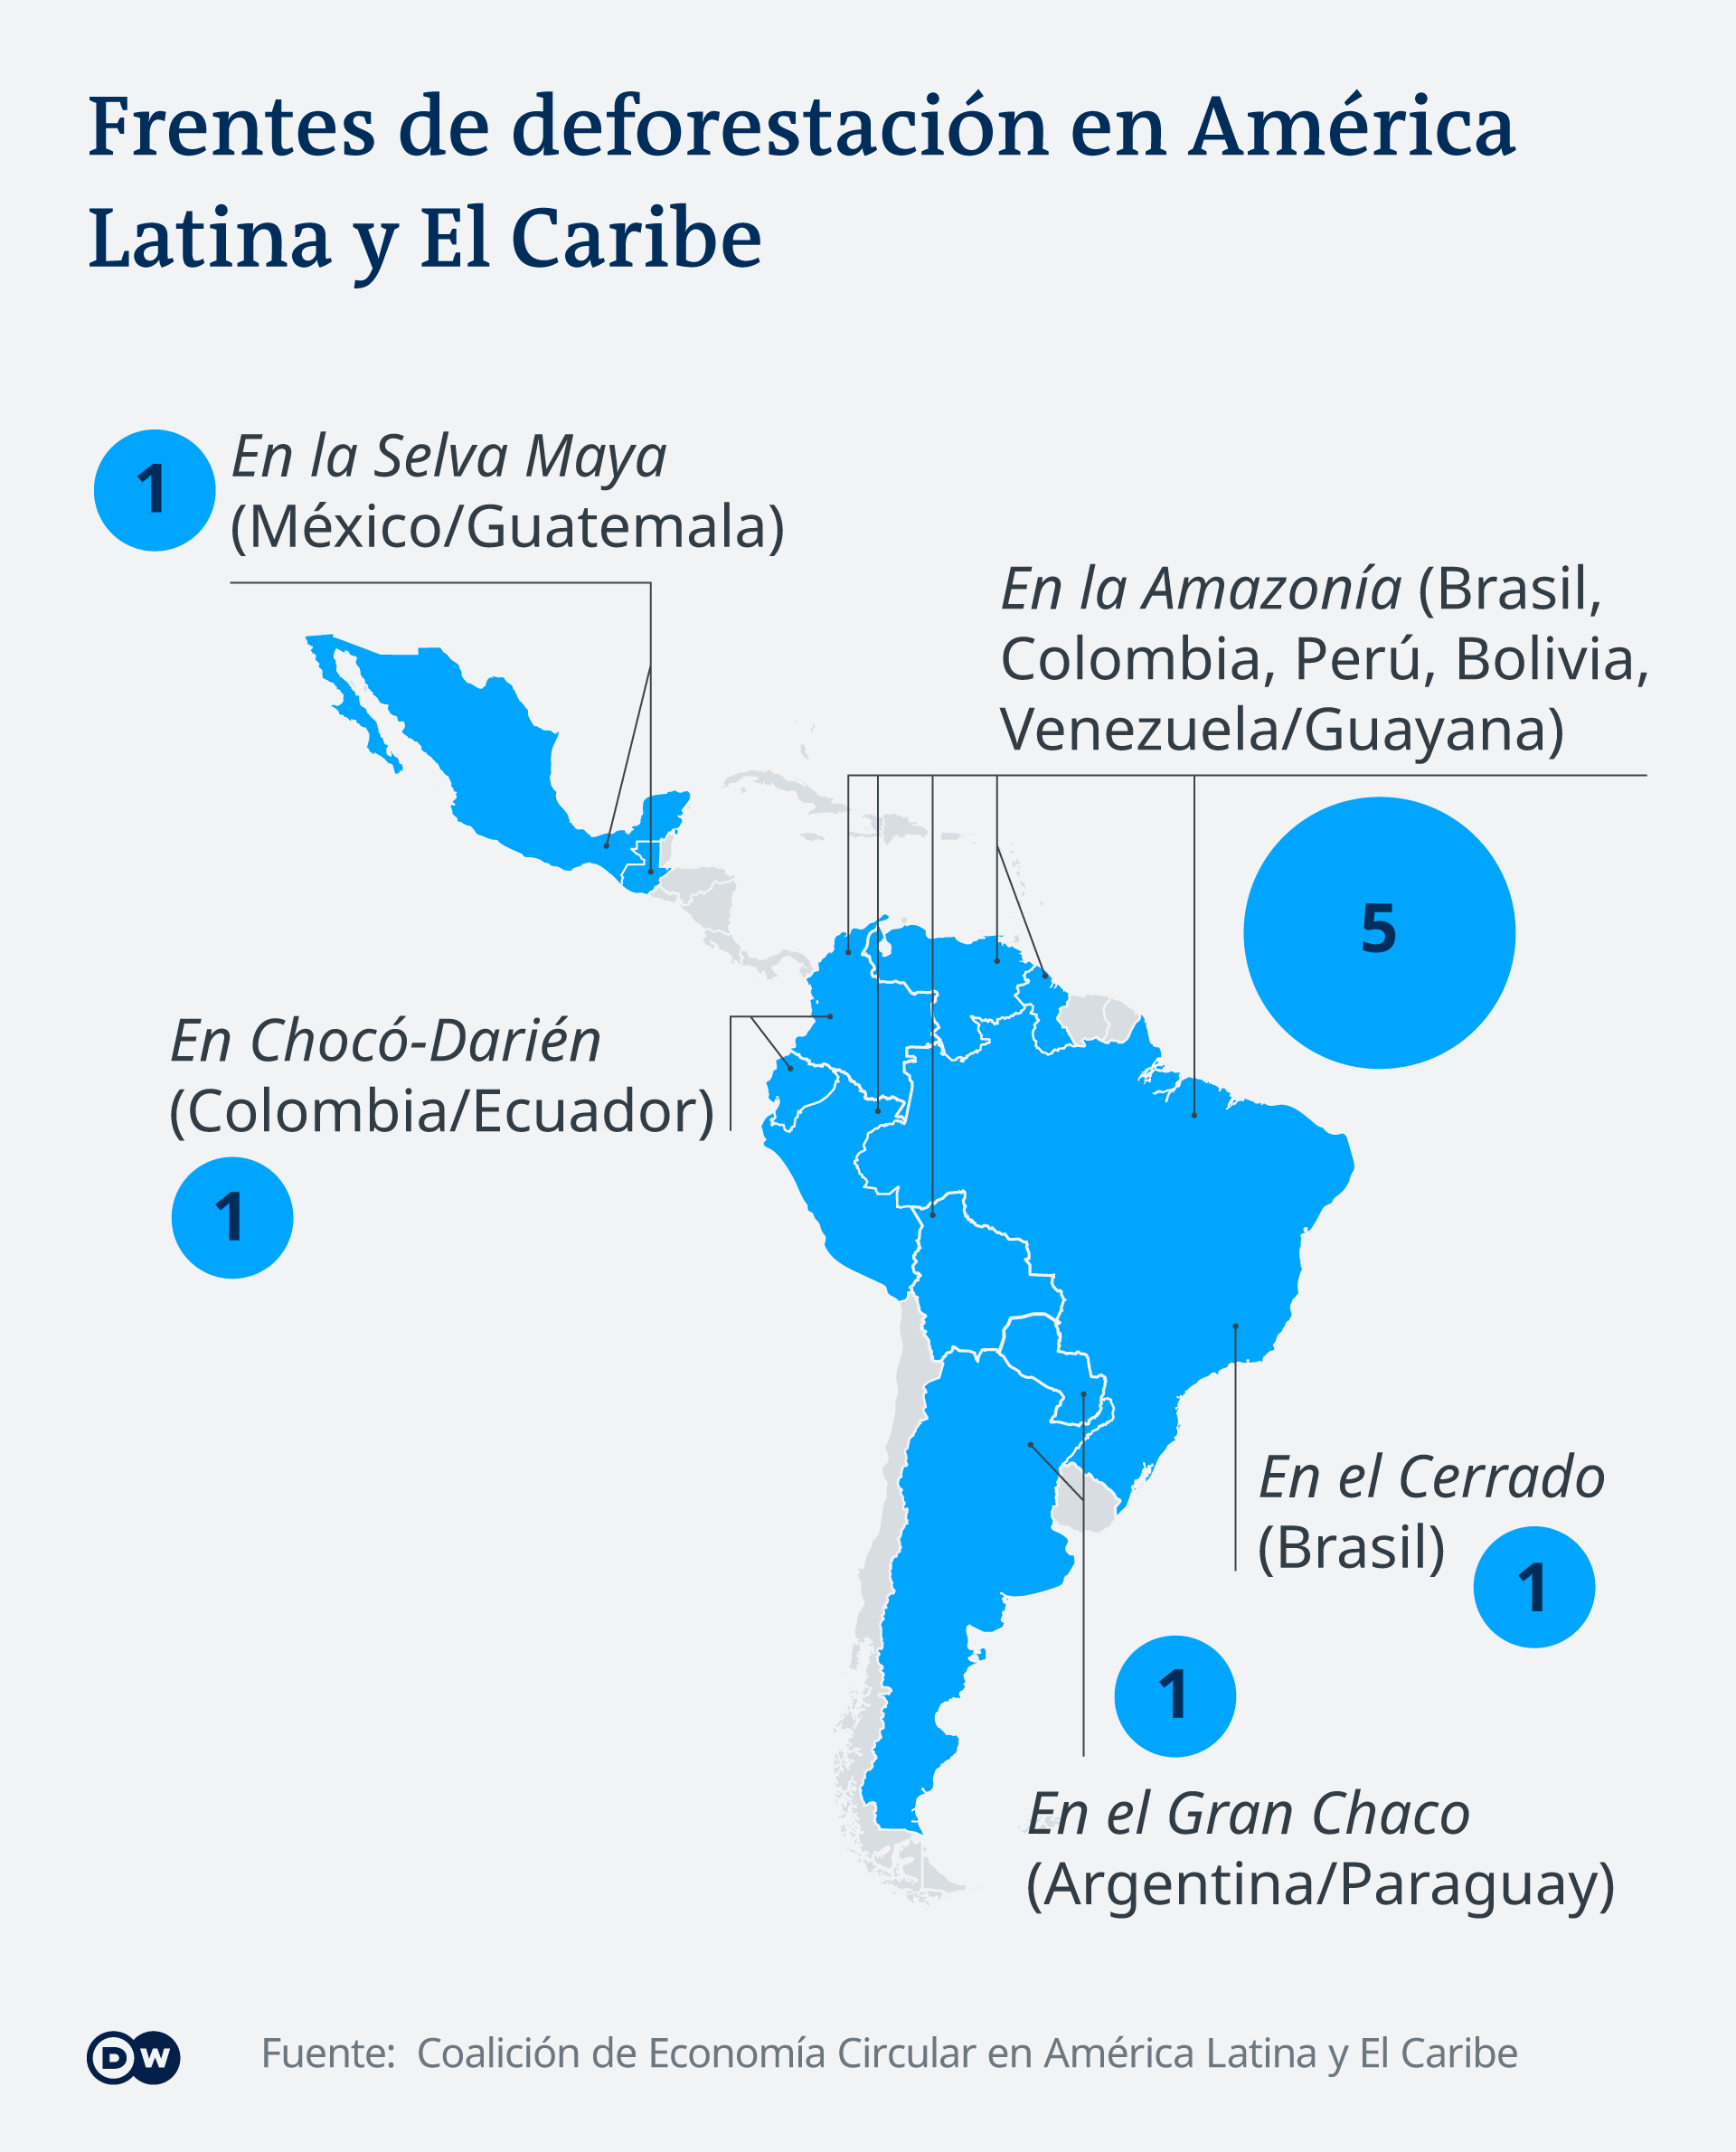 Frentes de deforestación en América
Latina y El Caribe
1
En la Selva Maya
(México/Guatemala)
En la Amazonía (Brasil,
Colombia, Perú, Bolivia,
Venezuela/Guayana)
5
En Chocó-Darién
(Colombia/Ecuador)
1
En el Cerrado
(Brasil)
1
1
En el Gran Chaco
(Argentina/Paraguay)
DW
Fuente: Coalición de Economía Circular en América Latina y El Caribe